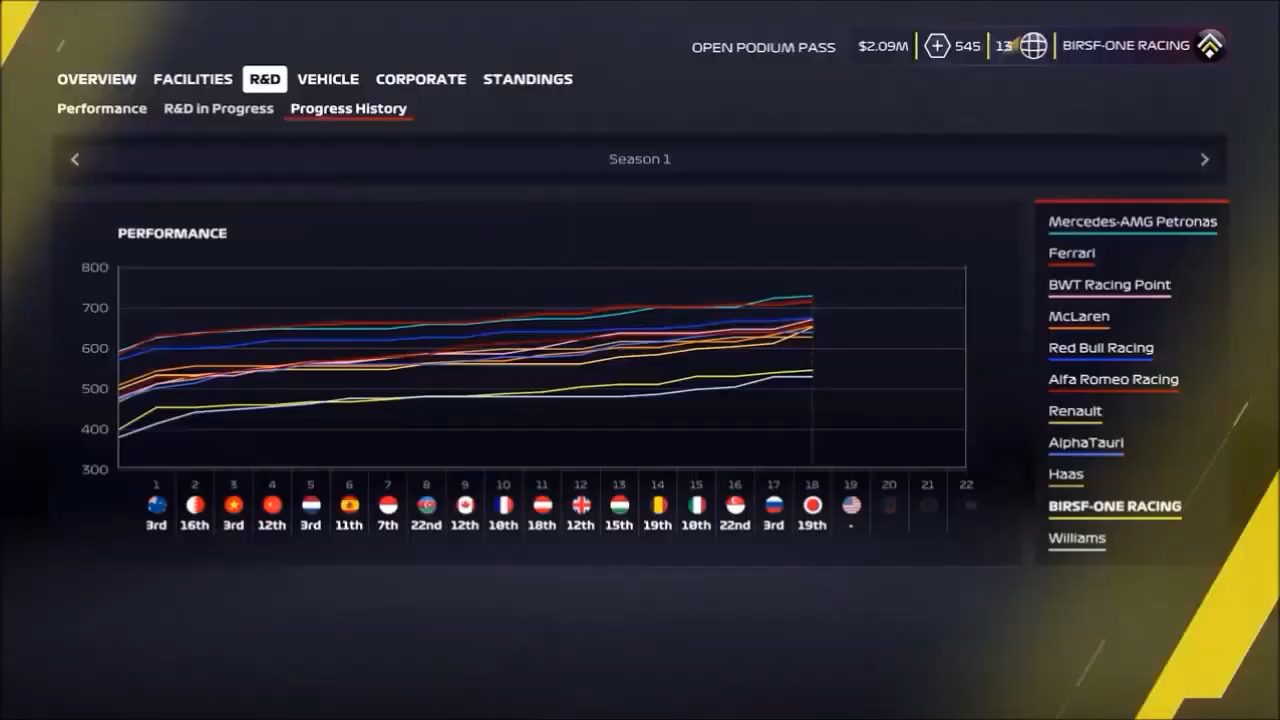 OPEN PODIUM PASS $2.09M 545 13 BIRSF-ONE RACING
OVERVIEW FACILITIES R&D VEHICLE CORPORATE STANDINGS
Performance R&D in Progress Progress History
Season 1
PERFORMANCE
800
700
600
500
400
300
1 2 3 4 5 6 7 8 9 10 11 12 13 14 15 16 17 18 19 20 21 22
3rd 16th 3rd 12th 3rd 11th 7th 22nd 12th 10th 18th 12th 15th 19th 10th 22nd 3rd 19th -
Mercedes-AMG Petronas
Ferrari
BWT Racing Point
McLaren
Red Bull Racing
Alfa Romeo Racing
Renault
AlphaTauri
Haas
BIRSF-ONE RACING
Williams